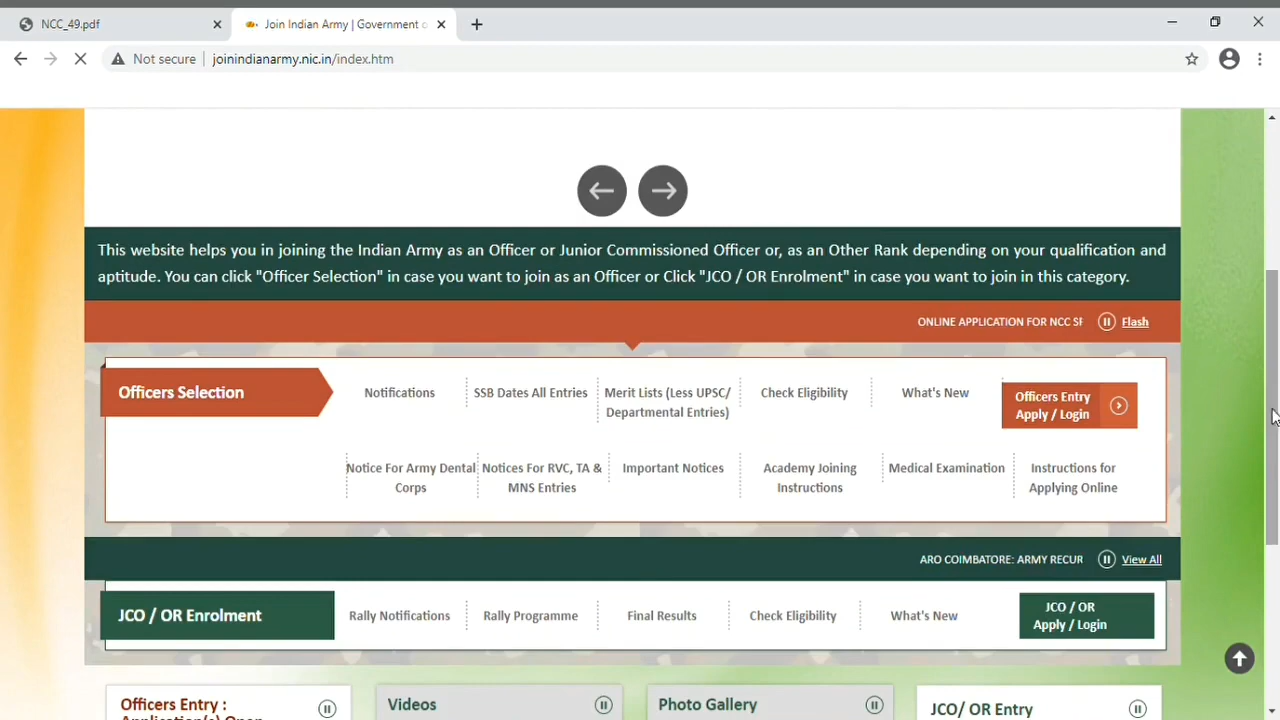 NCC_49.pdf
Join Indian Army | Government o
Not secure
joinindianarmy.nic.in/index.htm
This website helps you in joining the Indian Army as an Officer or Junior Commissioned Officer or, as an Other Rank depending on your qualification and
aptitude. You can click "Officer Selection" in case you want to join as an Officer or Click "JCO / OR Enrolment" in case you want to join in this category.
ONLINE APPLICATION FOR NCC SP Flash
Officers Selection
Notifications
SSB Dates All Entries
Merit Lists (Less UPSC/
Departmental Entries)
Check Eligibility
What's New
Officers Entry
Apply / Login
Notice For Army Dental
Corps
Notices For RVC, TA &
MNS Entries
Important Notices
Academy Joining
Instructions
Medical Examination
Instructions for
Applying Online
ARO COIMBATORE: ARMY RECUR View All
JCO / OR Enrolment
Rally Notifications
Rally Programme
Final Results
Check Eligibility
What's New
JCO / OR
Apply / Login
Officers Entry :
Application(s) Open
Videos
Photo Gallery
JCO/ OR Entry